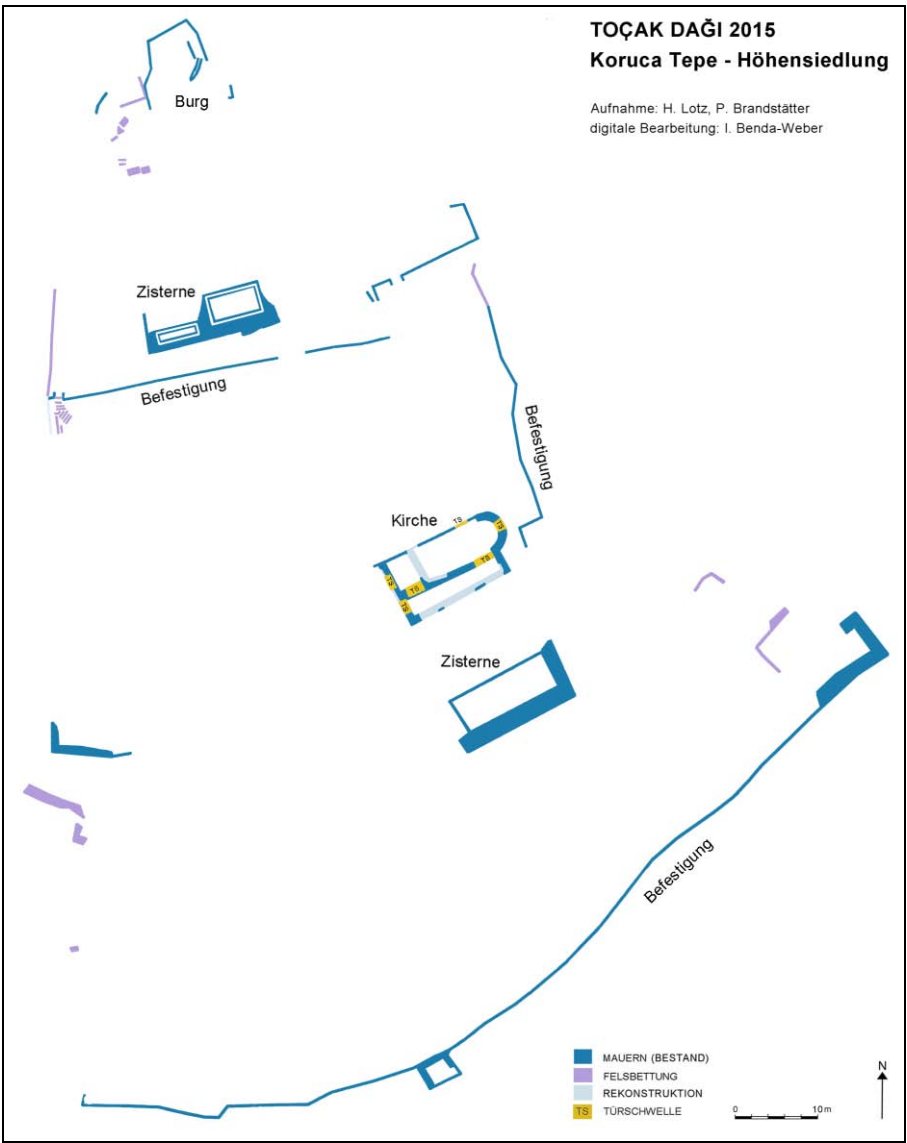 TOÇAK DAĞI 2015
Koruca Tepe - Höhensiedlung
Aufnahme: H. Lotz, P. Brandstätter
digitale Bearbeitung: I. Benda-Weber
Burg
Zisterne
Befestigung
Befestigung
Kirche
TS
TS
TS
TS
TS
TS
Zisterne
Befestigung
MAUERN (BESTAND)
FELSBETTUNG
REKONSTRUKTION
TS TÜRSCHWELLE
0 10 m
N